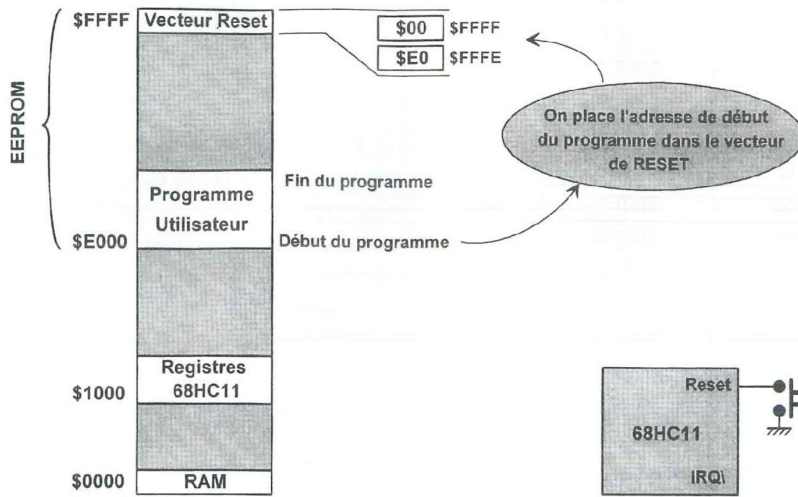 $FFFF
Vecteur Reset
$00 $FFFF
$E0 $FFFE
EEPROM
On place l'adresse de début
du programme dans le vecteur
de RESET
Fin du programme
Programme
Utilisateur
$E000
Début du programme
Registres
68HC11
$1000
$0000
RAM
Reset
68HC11
IRQ\